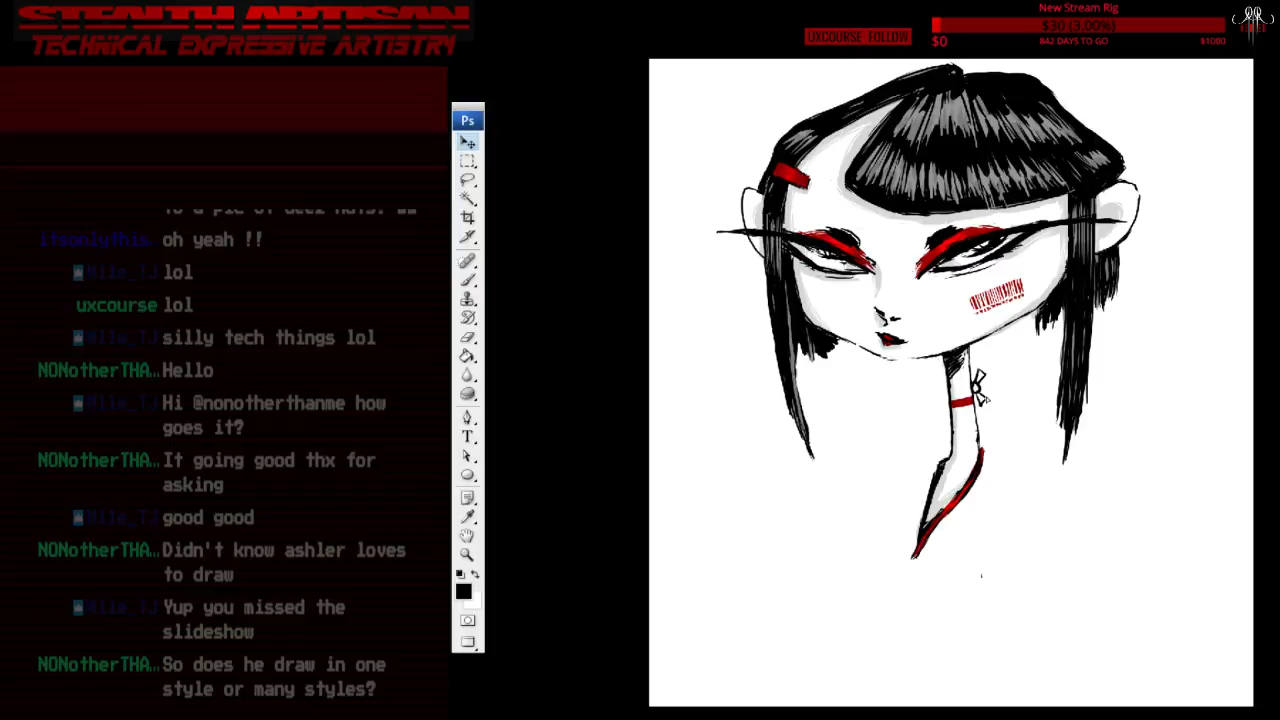 STEALTH ARTISAN
TECHNICAL EXPRESSIVE ARTISTRY
UXCOURSE FOLLOW
New Stream Rig
$30 (3.00%)
$0
842 DAYS TO GO
$1000
oh yeah !!
lol
uxcourse lol
silly tech things lol
NONotherTHA… Hello
Hi @nonotherthanme how
goes it?
NONotherTHA… It going good thx for
asking
good good
NONotherTHA… Didn't know ashler loves
to draw
Yup you missed the
slideshow
NONotherTHA… So does he draw in one
style or many styles?
Ps
T